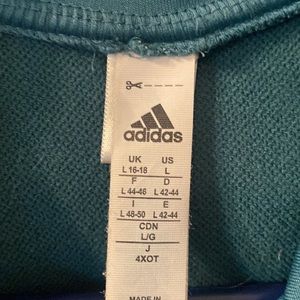 adidas
UK US
L 16-18 L
F D
L 44-46 L 42-44
I E
L 48-50 L 42-44
CDN
L/G
J
4XOT
MADE IN